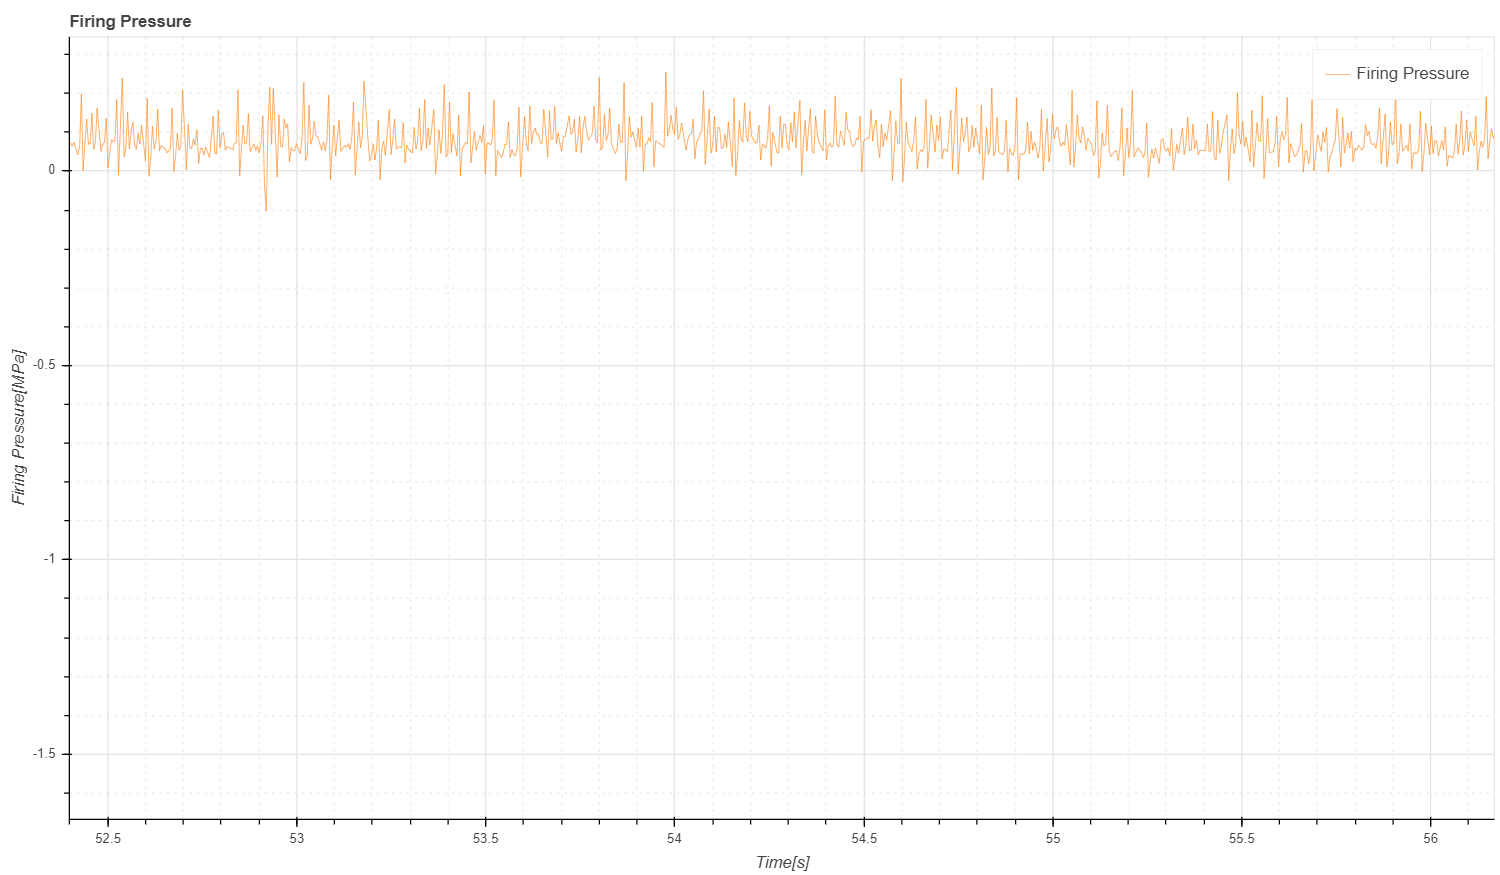 Firing Pressure
Firing Pressure
0
-0.5
-1
-1.5
Firing Pressure[MPa]
52.5 53 53.5 54 54.5 55 55.5 56
Time[s]